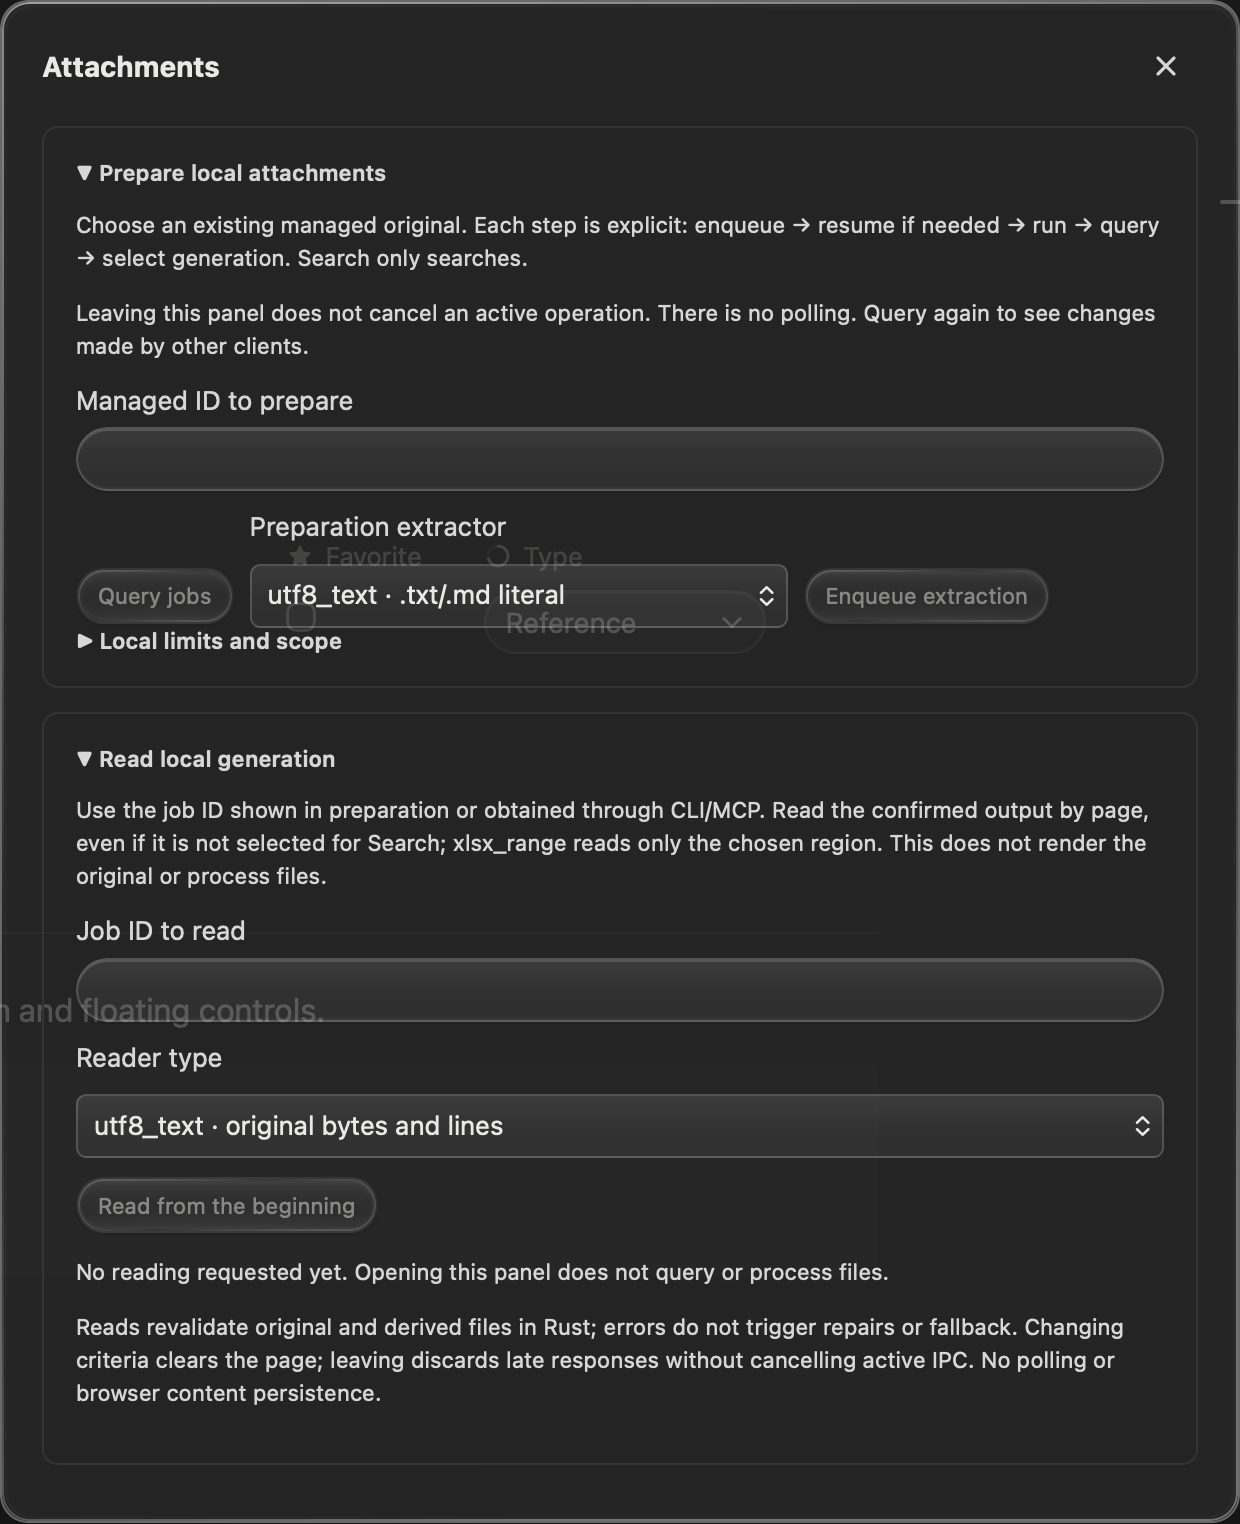 Attachments
▼ Prepare local attachments
Choose an existing managed original. Each step is explicit: enqueue → resume if needed → run → query
→ select generation. Search only searches.
Leaving this panel does not cancel an active operation. There is no polling. Query again to see changes
made by other clients.
Managed ID to prepare
Preparation extractor
Favorite
Type
Query jobs
utf8_text · .txt/.md literal
Enqueue extraction
Reference
▶ Local limits and scope
▼ Read local generation
Use the job ID shown in preparation or obtained through CLI/MCP. Read the confirmed output by page,
even if it is not selected for Search; xlsx_range reads only the chosen region. This does not render the
original or process files.
Job ID to read
and floating controls.
Reader type
utf8_text · original bytes and lines
Read from the beginning
No reading requested yet. Opening this panel does not query or process files.
Reads revalidate original and derived files in Rust; errors do not trigger repairs or fallback. Changing
criteria clears the page; leaving discards late responses without cancelling active IPC. No polling or
browser content persistence.